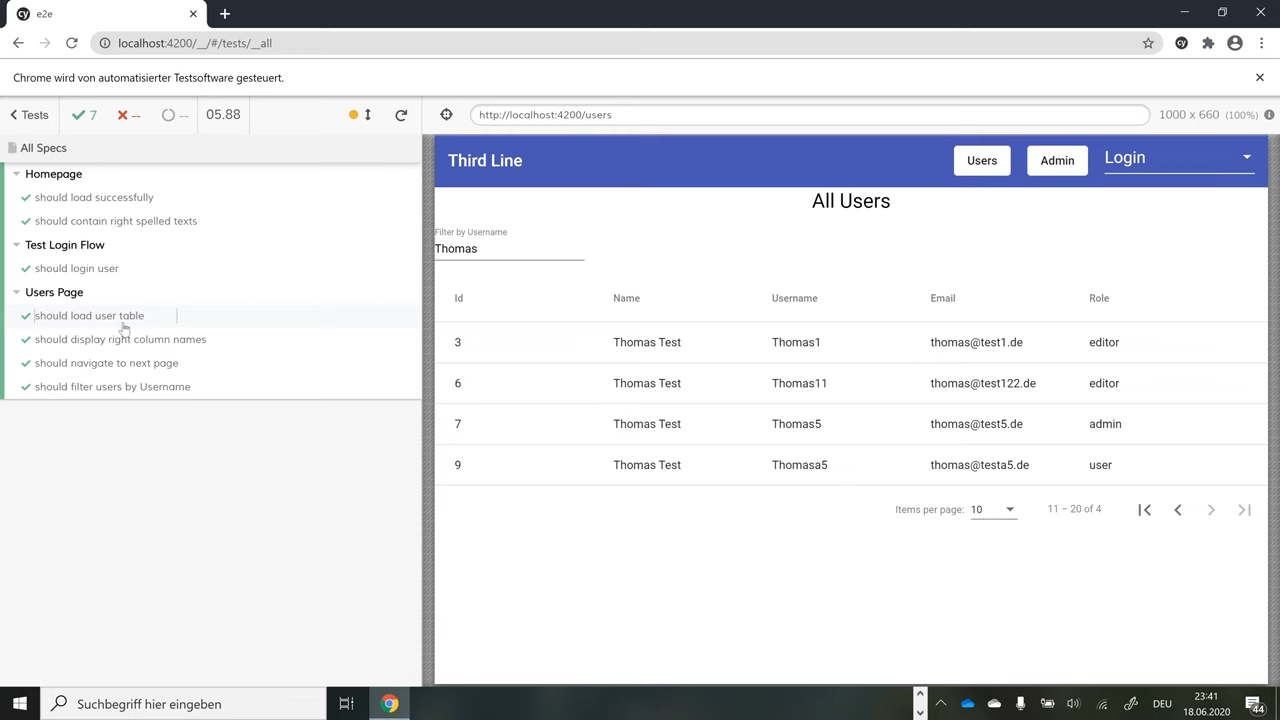 e2e
localhost:4200/__/#/tests/__all
Chrome wird von automatisierter Testsoftware gesteuert.
Tests 7 -- -- 05.88
http://localhost:4200/users 1000 x 660 (100%)
All Specs
Homepage
should load successfully
should contain right spelled texts
Test Login Flow
should login user
Users Page
should load user table
should display right column names
should navigate to next page
should filter users by Username
Third Line Users Admin Login
All Users
Filter by Username
Thomas
Id Name Username Email Role
3 Thomas Test Thomas1 thomas@test1.de editor
6 Thomas Test Thomas11 thomas@test122.de editor
7 Thomas Test Thomas5 thomas@test5.de admin
9 Thomas Test Thomasa5 thomas@testa5.de user
Items per page: 10 11 – 20 of 4
Suchbegriff hier eingeben
DEU
23:41
18.06.2020
44